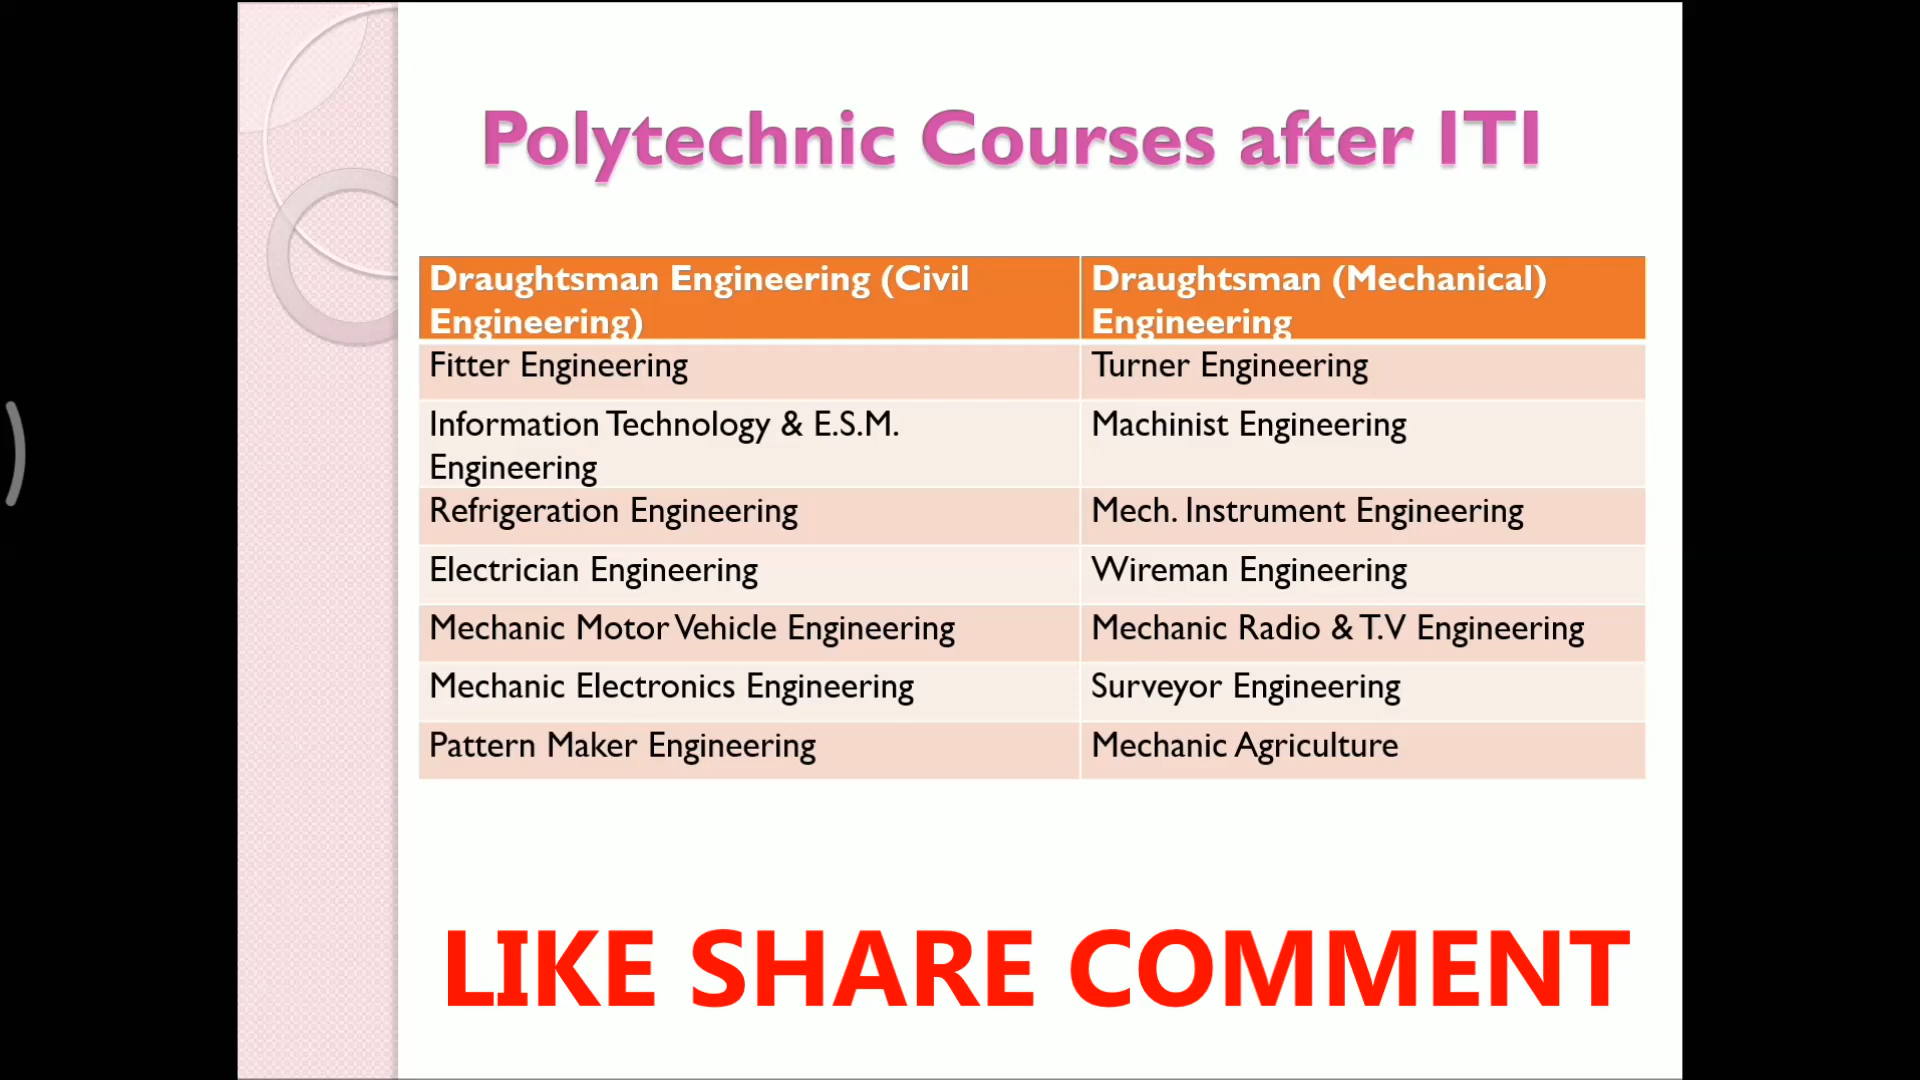 Polytechnic Courses after ITI
Draughtsman Engineering (Civil
Engineering)
Draughtsman (Mechanical)
Engineering
Fitter Engineering
Turner Engineering
Information Technology & E.S.M.
Engineering
Machinist Engineering
Refrigeration Engineering
Mech. Instrument Engineering
Electrician Engineering
Wireman Engineering
Mechanic Motor Vehicle Engineering
Mechanic Radio & T.V Engineering
Mechanic Electronics Engineering
Surveyor Engineering
Pattern Maker Engineering
Mechanic Agriculture
LIKE SHARE COMMENT